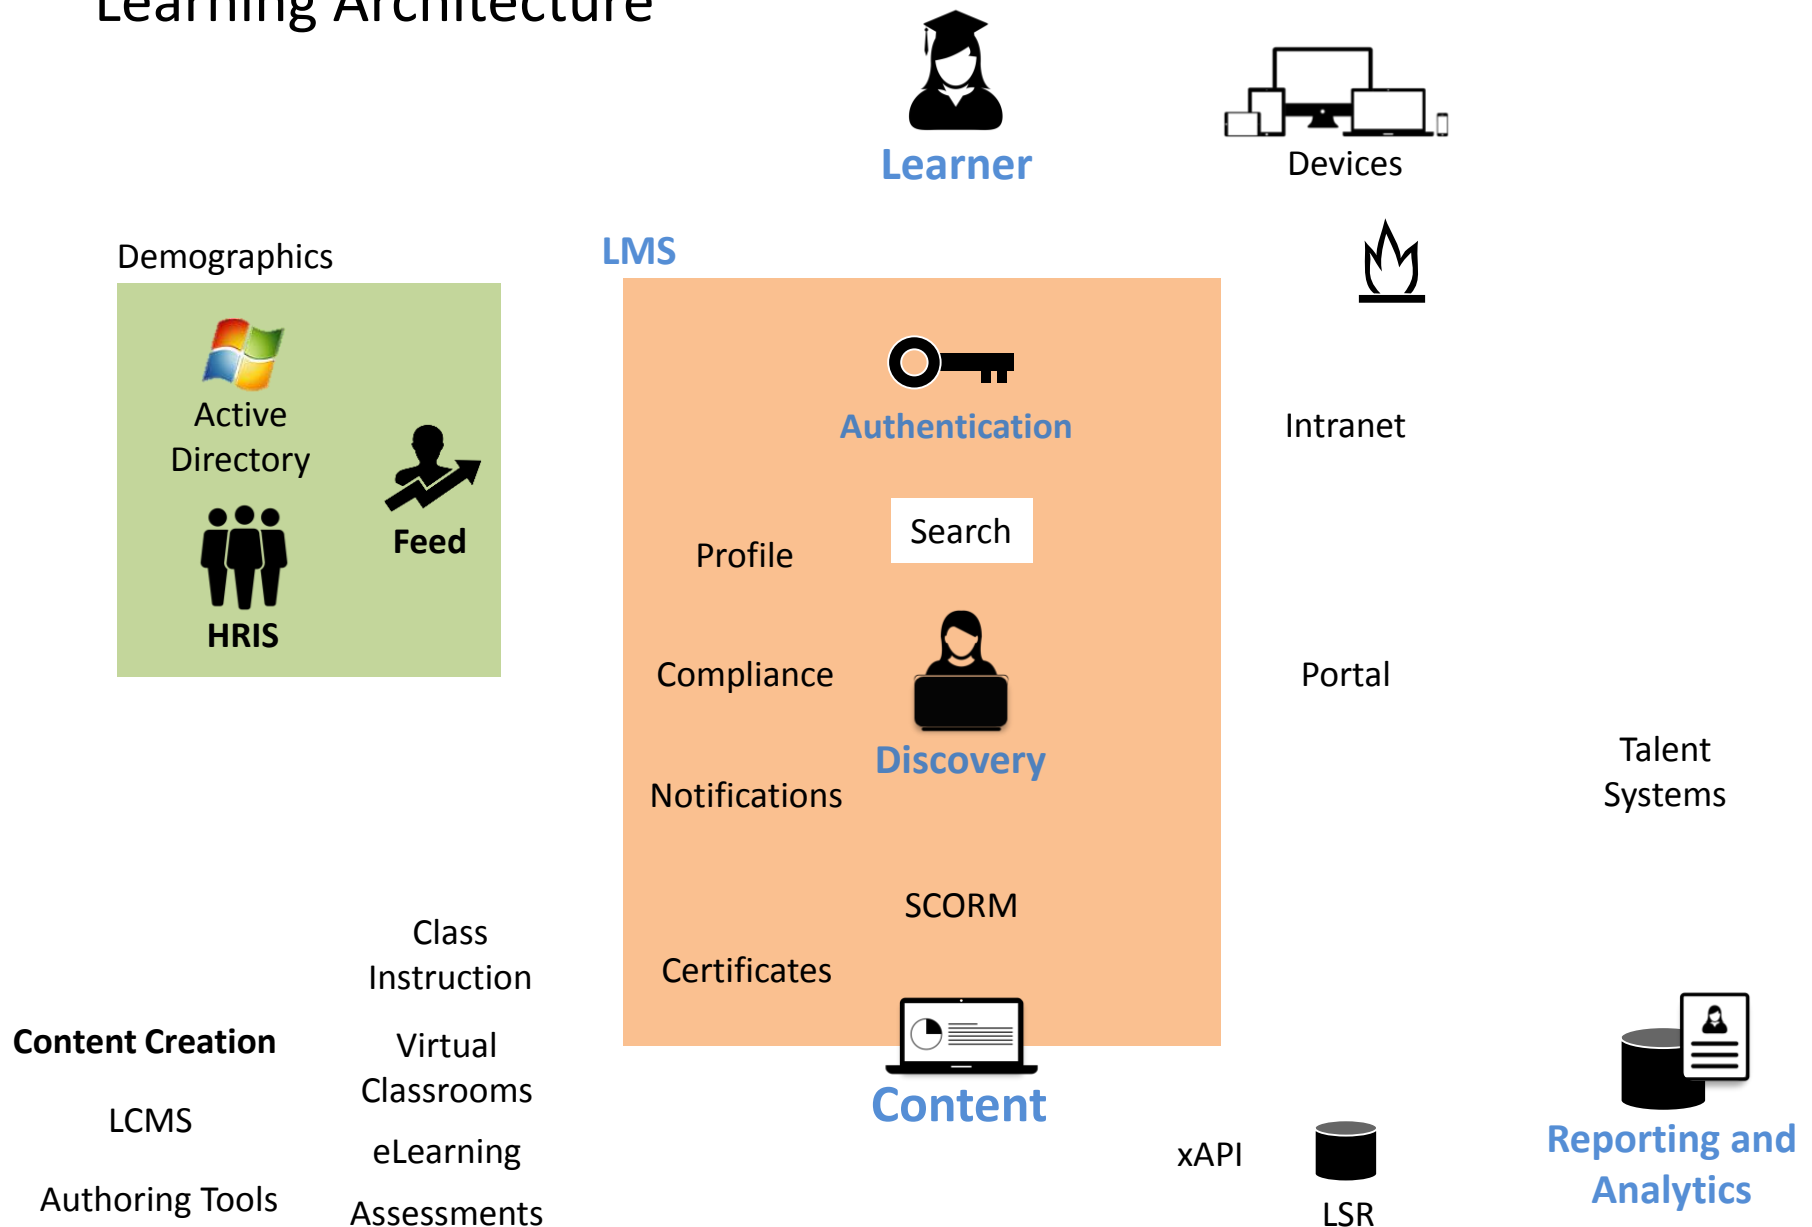 Learning Architecture
Learner
Devices
Demographics
LMS
Active
Directory
Feed
HRIS
Authentication
Intranet
Search
Profile
Compliance
Discovery
Portal
Notifications
Talent
Systems
SCORM
Certificates
Class
Instruction
Content Creation
Virtual
Classrooms
LCMS
eLearning
Authoring Tools
Assessments
Content
xAPI
LSR
Reporting and
Analytics